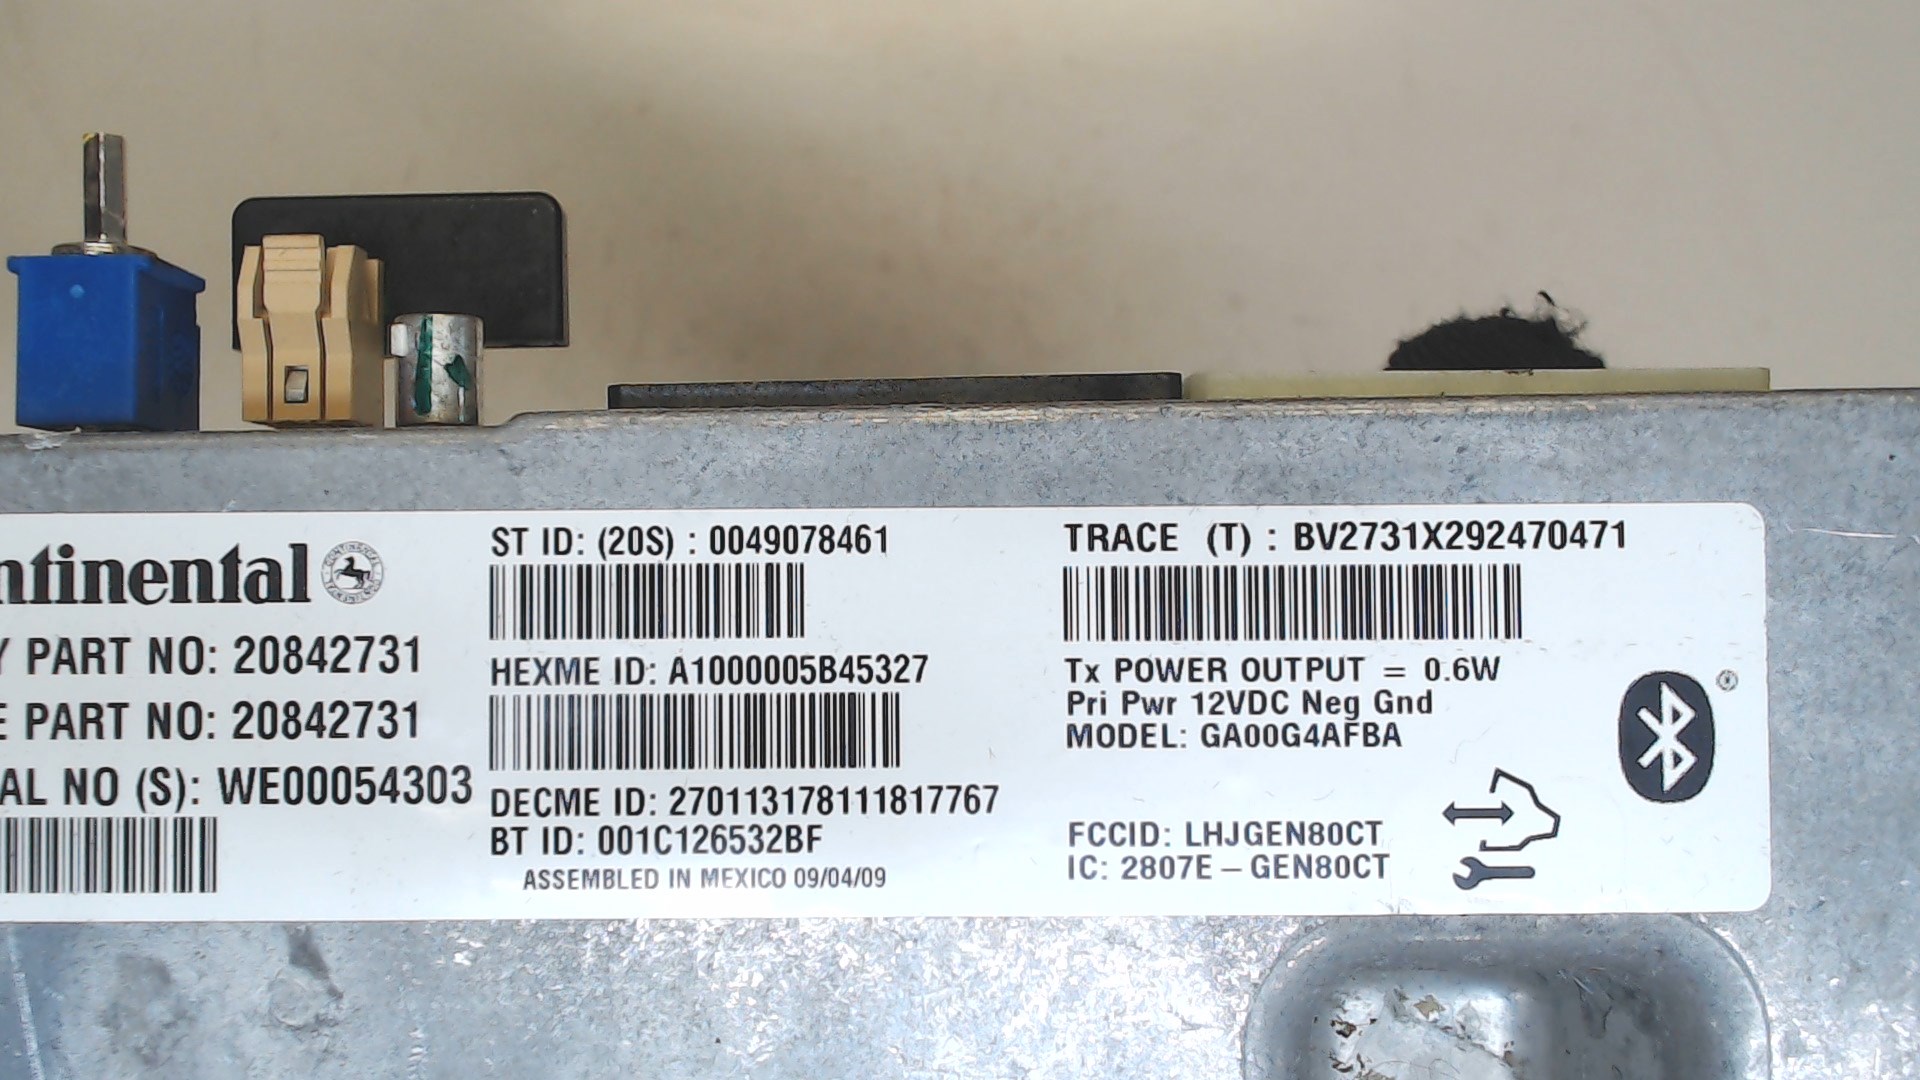 ntinental
Y PART NO: 20842731
E PART NO: 20842731
AL NO (S): WE00054303
ST ID: (20S) : 0049078461
HEXME ID: A1000005B45327
DECME ID: 270113178111817767
BT ID: 001C126532BF
ASSEMBLED IN MEXICO 09/04/09
TRACE (T) : BV2731X292470471
Tx POWER OUTPUT = 0.6W
Pri Pwr 12VDC Neg Gnd
MODEL: GA00G4AFBA
FCCID: LHJGEN80CT
IC: 2807E – GEN80CT